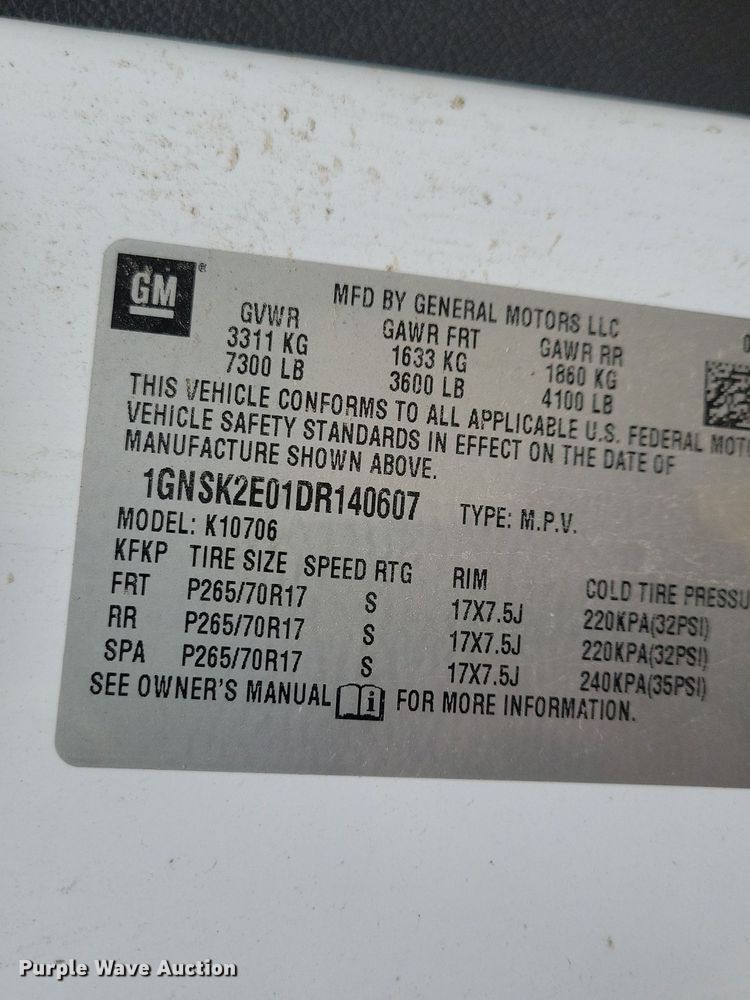 GM®
MFD BY GENERAL MOTORS LLC
GVWR GAWR FRT GAWR RR
3311 KG 1633 KG 1860 KG
7300 LB 3600 LB 4100 LB
THIS VEHICLE CONFORMS TO ALL APPLICABLE U.S. FEDERAL MOTO
VEHICLE SAFETY STANDARDS IN EFFECT ON THE DATE OF
MANUFACTURE SHOWN ABOVE.
1GNSK2E01DR140607 TYPE: M.P.V.
MODEL: K10706
KFKP TIRE SIZE SPEED RTG RIM COLD TIRE PRESSU
FRT P265/70R17 S 17X7.5J 220KPA(32PSI)
RR P265/70R17 S 17X7.5J 220KPA(32PSI)
SPA P265/70R17 S 17X7.5J 240KPA(35PSI)
SEE OWNER'S MANUAL i FOR MORE INFORMATION.
Purple Wave Auction